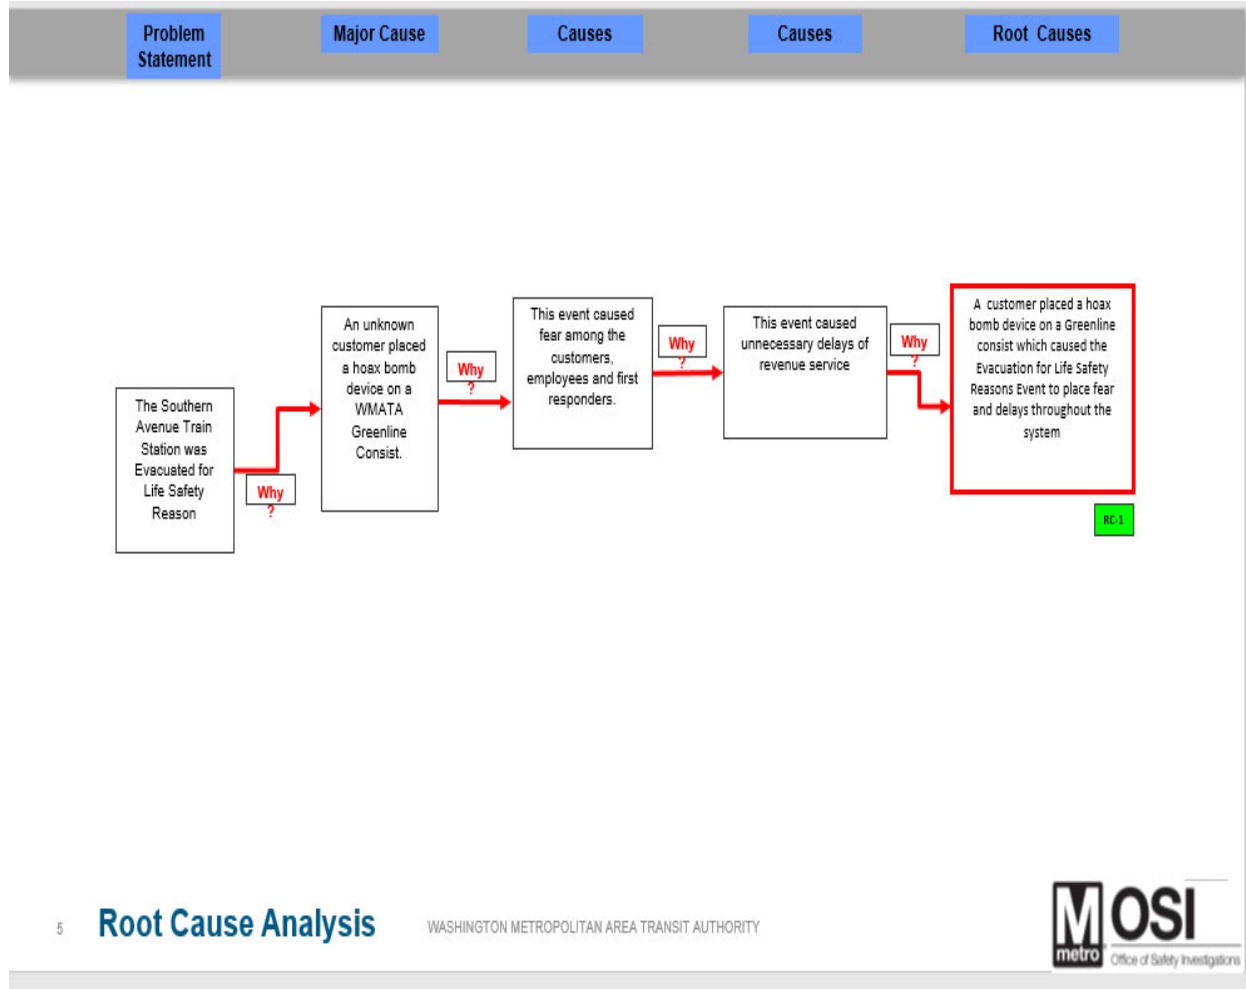 Problem
Statement
Major Cause
Causes
Causes
Root Causes
The Southern
Avenue Train
Station was
Evacuated for
Life Safety
Reason
Why
?
An unknown
customer placed
a hoax bomb
device on a
WMATA
Greenline
Consist.
Why
?
This event caused
fear among the
customers,
employees and first
responders.
Why
?
This event caused
unnecessary delays of
revenue service
Why
?
A customer placed a hoax
bomb device on a Greenline
consist which caused the
Evacuation for Life Safety
Reasons Event to place fear
and delays throughout the
system
RC-1
5
Root Cause Analysis
WASHINGTON METROPOLITAN AREA TRANSIT AUTHORITY
M
metro
OSI
Office of Safety Investigations